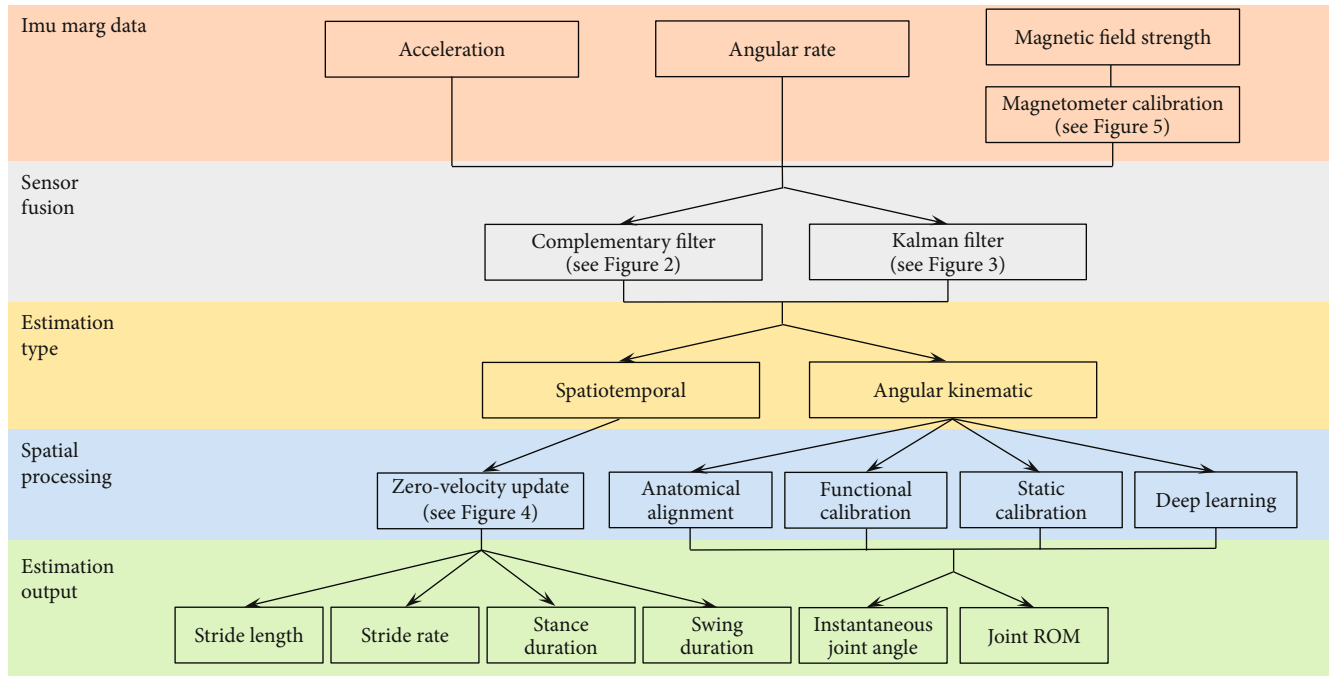 Imu marg data
Acceleration
Angular rate
Magnetic field strength
Magnetometer calibration
(see Figure 5)
Sensor
fusion
Complementary filter
(see Figure 2)
Kalman filter
(see Figure 3)
Estimation
type
Spatiotemporal
Angular kinematic
Spatial
processing
Zero-velocity update
(see Figure 4)
Anatomical
alignment
Functional
calibration
Static
calibration
Deep learning
Estimation
output
Stride length
Stride rate
Stance
duration
Swing
duration
Instantaneous
joint angle
Joint ROM